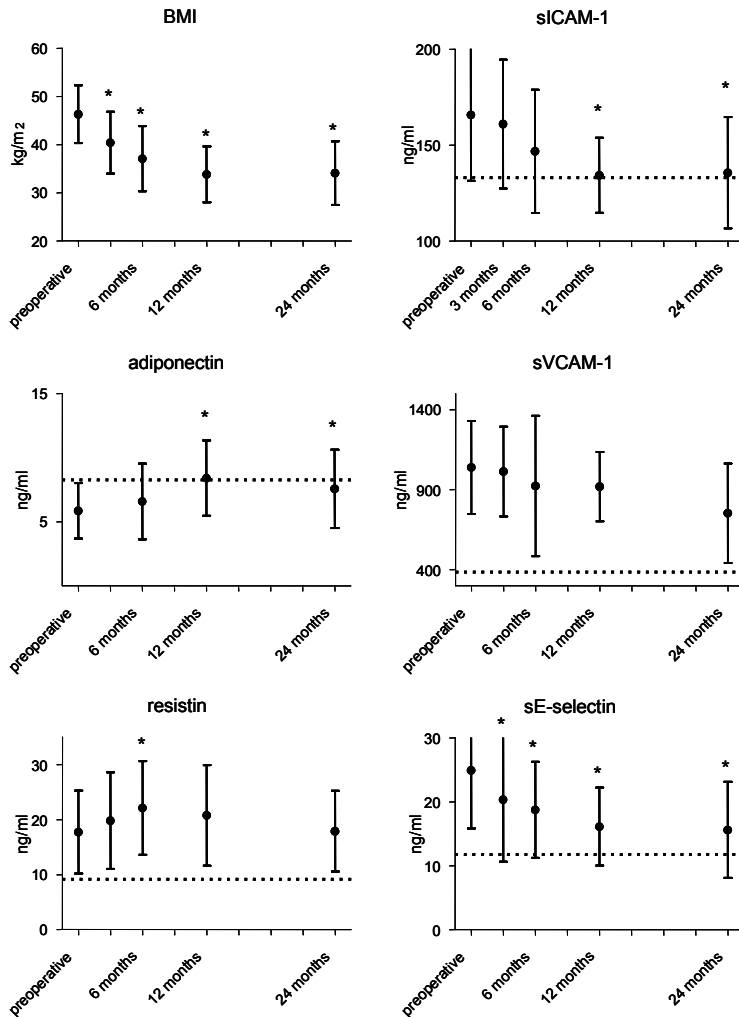 BMI
60
50
40
30
20
kg/m2
*
*
*
*
preoperative
6 months
12 months
24 months
sICAM-1
200
150
100
ng/ml
*
*
preoperative
3 months
6 months
12 months
24 months
adiponectin
15
5
ng/ml
*
*
preoperative
6 months
12 months
24 months
sVCAM-1
1400
900
400
ng/ml
preoperative
6 months
12 months
24 months
resistin
30
20
10
0
ng/ml
*
preoperative
6 months
12 months
24 months
sE-selectin
30
20
10
0
ng/ml
*
*
*
*
preoperative
6 months
12 months
24 months